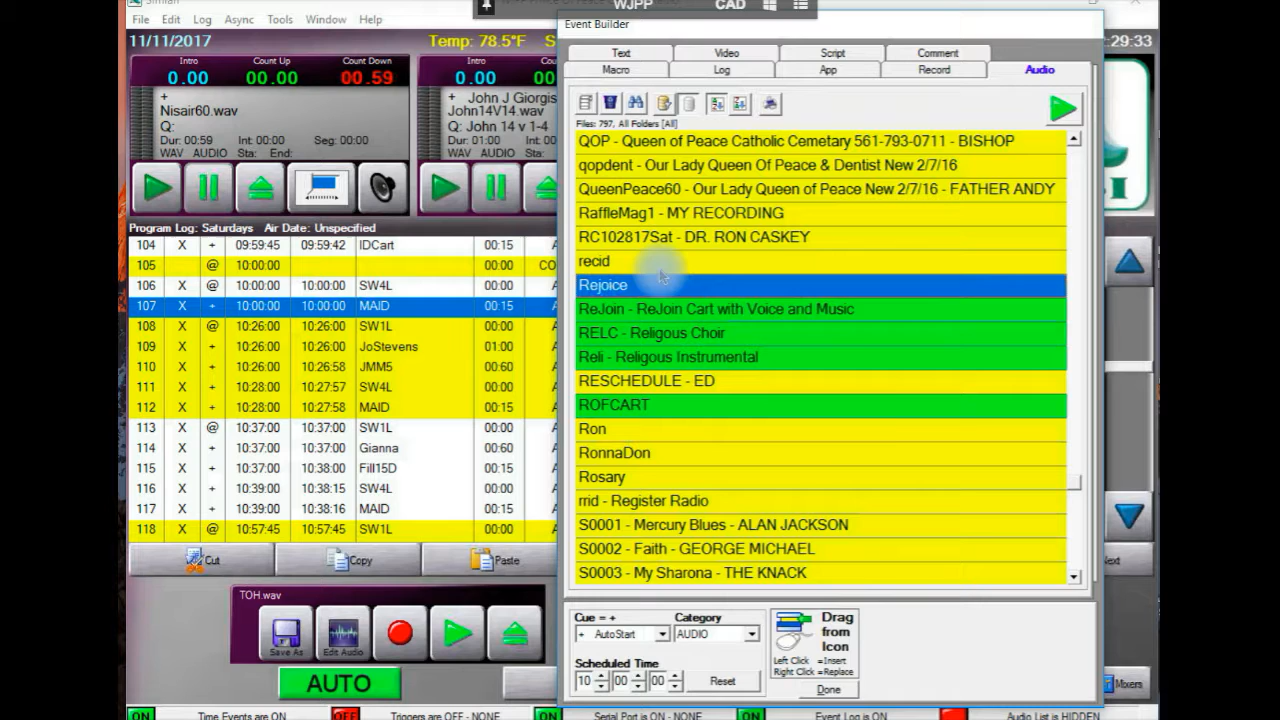 Simian
WJPP
CAD
File Edit Log Async Tools Window Help
11/11/2017
Temp: 78.5°F
:29:33
Intro Count Up Count Down
0.00 00.00 00.59
+
Nisair60.wav
Q:
Dur: 00:59 Int: 00:00 Seg: 00:00
WAV AUDIO Sta: End:
Intro
0.00
+ John J Giorgis
John14V14.wav
Q: John 14 v 1-4
Dur: 01:00 Int: 00:00
WAV AUDIO Sta: En
Program Log: Saturdays Air Date: Unspecified
104 X + 09:59:45 09:59:42 IDCart 00:15 A
105 @ 10:00:00 00:00 CO
106 X @ 10:00:00 10:00:00 SW4L 00:00 A
107 X + 10:00:00 10:00:00 MAID 00:15 A
108 X @ 10:26:00 10:26:00 SW1L 00:00 A
109 X + 10:26:00 10:26:00 JoStevens 01:00 A
110 X + 10:26:00 10:26:58 JMM5 00:60 A
111 X + 10:28:00 10:27:57 SW4L 00:00 A
112 X + 10:28:00 10:27:58 MAID 00:15 A
113 X @ 10:37:00 10:37:00 SW1L 00:00 A
114 X + 10:37:00 10:37:00 Gianna 00:60 A
115 X + 10:37:00 10:38:00 Fill15D 00:15 A
116 X + 10:39:00 10:38:15 SW4L 00:00 A
117 X + 10:39:00 10:38:16 MAID 00:15 A
118 X @ 10:57:45 10:57:45 SW1L 00:00 A
Cut Copy Paste
TOH.wav
Save As Edit Audio
AUTO
ON Time Events are ON OFF Triggers are OFF - NONE ON Serial Port is ON - NONE ON Event Log is ON Audio List is HIDDEN
Event Builder
Text Video Script Comment
Macro Log App Record Audio
Files: 797, All Folders [All]
QOP - Queen of Peace Catholic Cemetary 561-793-0711 - BISHOP
qopdent - Our Lady Queen Of Peace & Dentist New 2/7/16
QueenPeace60 - Our Lady Queen of Peace New 2/7/16 - FATHER ANDY
RaffleMag1 - MY RECORDING
RC102817Sat - DR. RON CASKEY
recid
Rejoice
ReJoin - ReJoin Cart with Voice and Music
RELC - Religous Choir
Reli - Religous Instrumental
RESCHEDULE - ED
ROFCART
Ron
RonnaDon
Rosary
rrid - Register Radio
S0001 - Mercury Blues - ALAN JACKSON
S0002 - Faith - GEORGE MICHAEL
S0003 - My Sharona - THE KNACK
Cue = + Category
+ AutoStart AUDIO
Scheduled Time
10 00 00 Reset
Drag
from
Icon
Left Click =Insert
Right Click =Replace
Done
Mixers